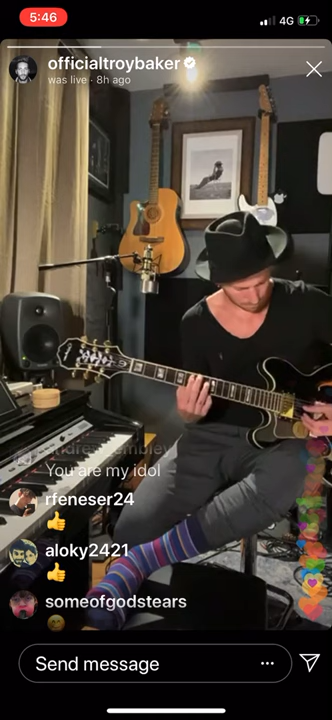 5:46
4G
officialtroybaker
was live · 8h ago
You are my idol
rfeneser24
👍
aloky2421
👍
someofgodstears
Send message